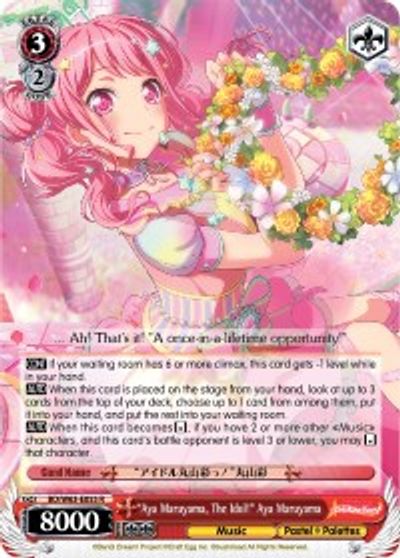 3
2
... Ah! That's it! "A once-in-a-lifetime opportunity"
CONT If your waiting room has 6 or more climax, this card gets -1 level while
in your hand.
AUTO When this card is placed on the stage from your hand, look at up to 3
cards from the top of your deck, choose up to 1 card from among them, put
it into your hand, and put the rest into your waiting room.
AUTO When this card becomes, if you have 2 or more other «Music»
characters, and this card's battle opponent is level 3 or lower, you may
that character.
Card Name "アイドル丸山彩っ!"丸山彩
8000
"Aya Maruyama, The Idol!" Aya Maruyama
Music
Pastel*Palettes